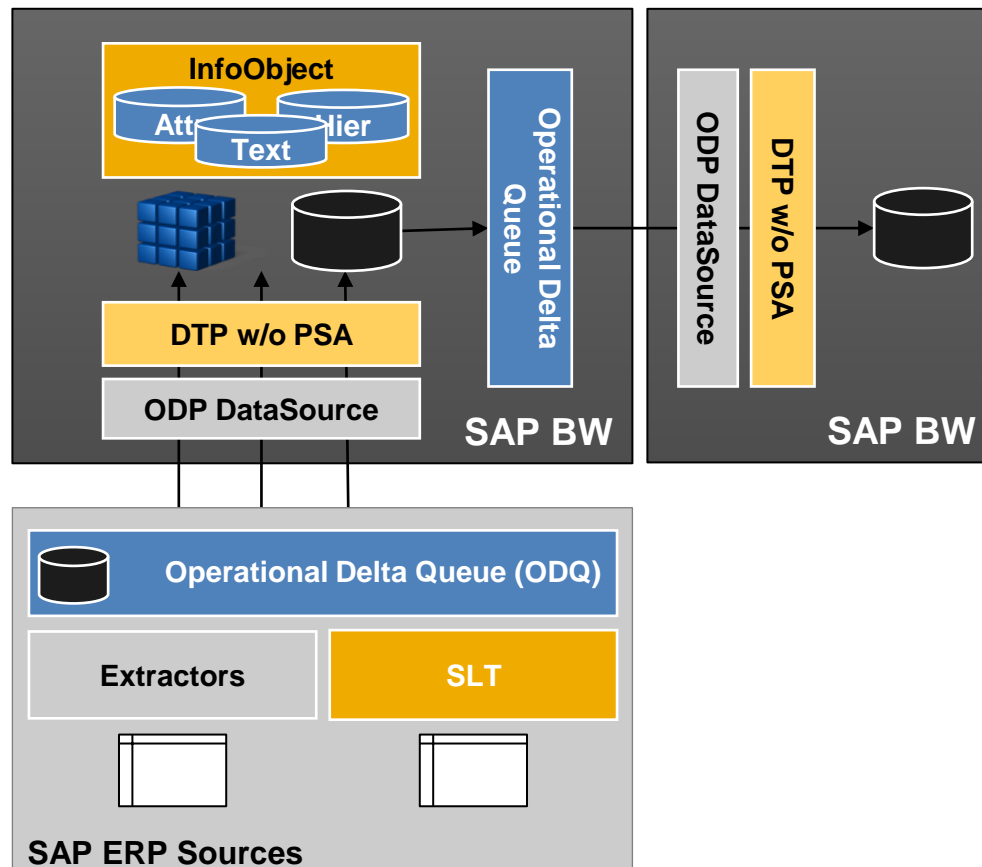 InfoObject
Hier
Text
Operational Delta
Queue
DTP w/o PSA
ODP DataSource
SAP BW
ODP DataSource
DTP w/o PSA
SAP BW
Operational Delta Queue (ODQ)
Extractors
SLT
SAP ERP Sources